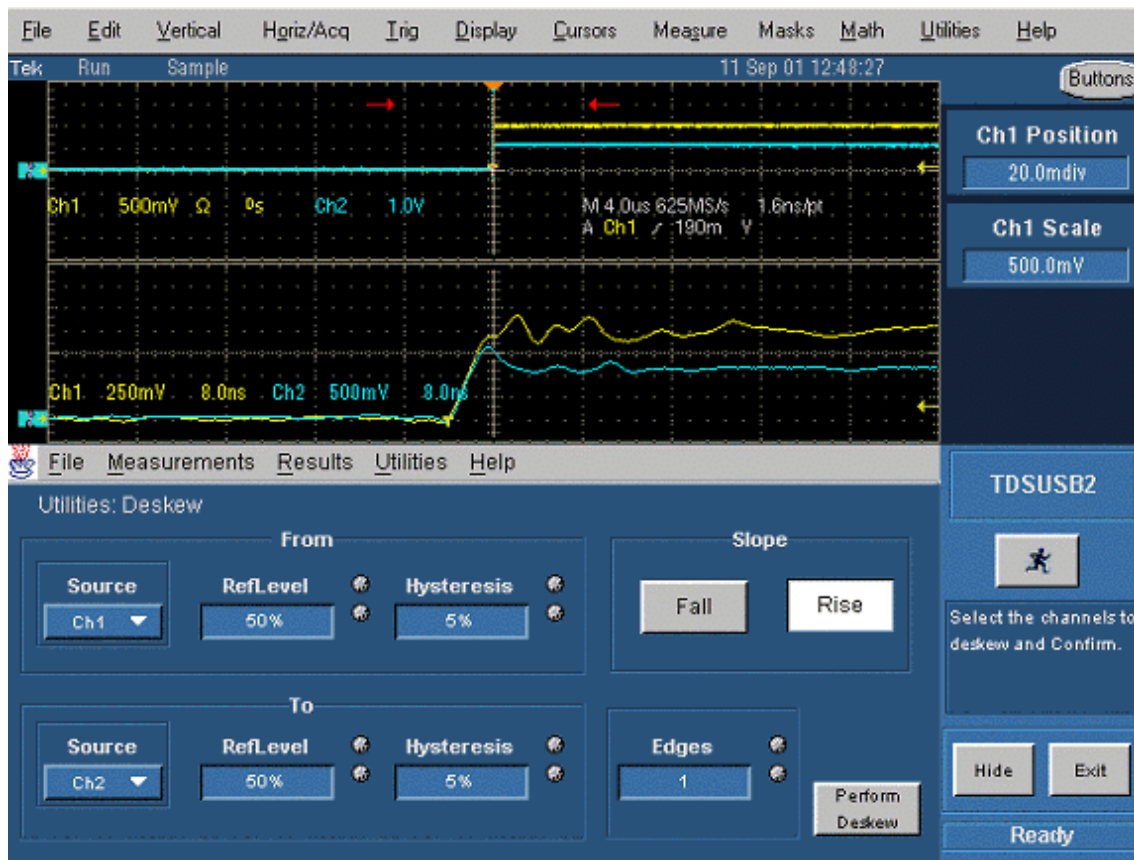 File Edit Vertical Horiz/Acq Trig Display Cursors Measure Masks Math Utilities Help
Tek Run Sample 11 Sep 01 12:48:27
Buttons
Ch1 Position
20.0mdiv
Ch1 Scale
500.0mV
Ch1 500mV Ω 0s Ch2 1.0V M 4.0us 625MS/s 1.6ns/pt
A Ch1 / 190m V
Ch1 250mV 8.0ns Ch2 500mV 8.0ns
File Measurements Results Utilities Help
Utilities: Deskew
From
Source RefLevel Hysteresis
Ch1 50% 5%
Slope
Fall Rise
To
Source RefLevel Hysteresis
Ch2 50% 5%
Edges
1
Perform
Deskew
TDSUSB2
Select the channels to
deskew and Confirm.
Hide Exit
Ready